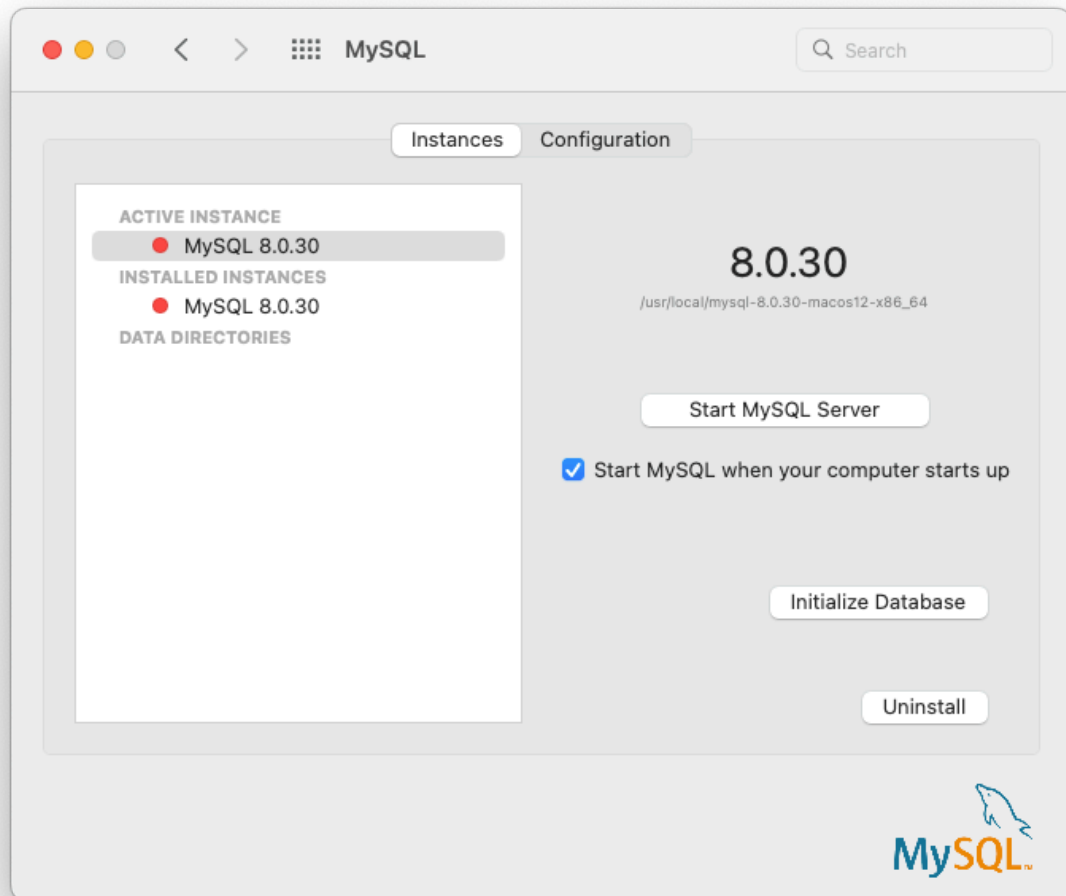 MySQL
Search
Instances
Configuration
ACTIVE INSTANCE
MySQL 8.0.30
INSTALLED INSTANCES
MySQL 8.0.30
DATA DIRECTORIES
8.0.30
/usr/local/mysql-8.0.30-macos12-x86_64
Start MySQL Server
Start MySQL when your computer starts up
Initialize Database
Uninstall
MySQL™